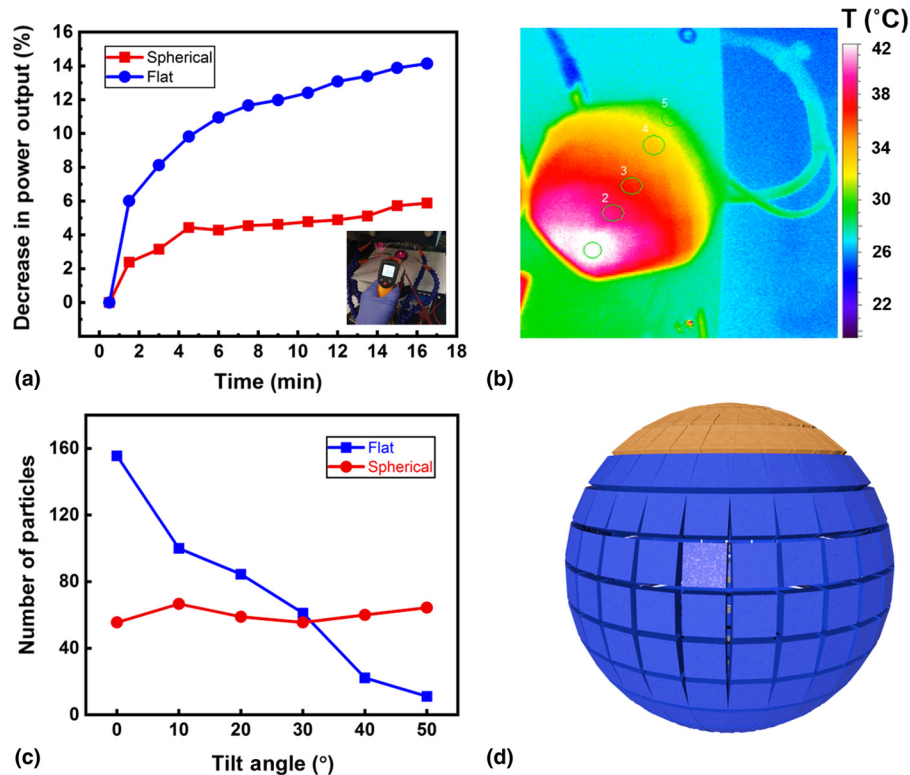 16
14
12
10
8
6
4
2
0
Decrease in power output (%)
Spherical
Flat
0 2 4 6 8 10 12 14 16 18
Time (min)
(a)
T (°C)
42
38
34
30
26
22
5
4
3
2
(b)
160
120
80
40
0
Number of particles
Flat
Spherical
0 10 20 30 40 50
Tilt angle (°)
(c)
(d)